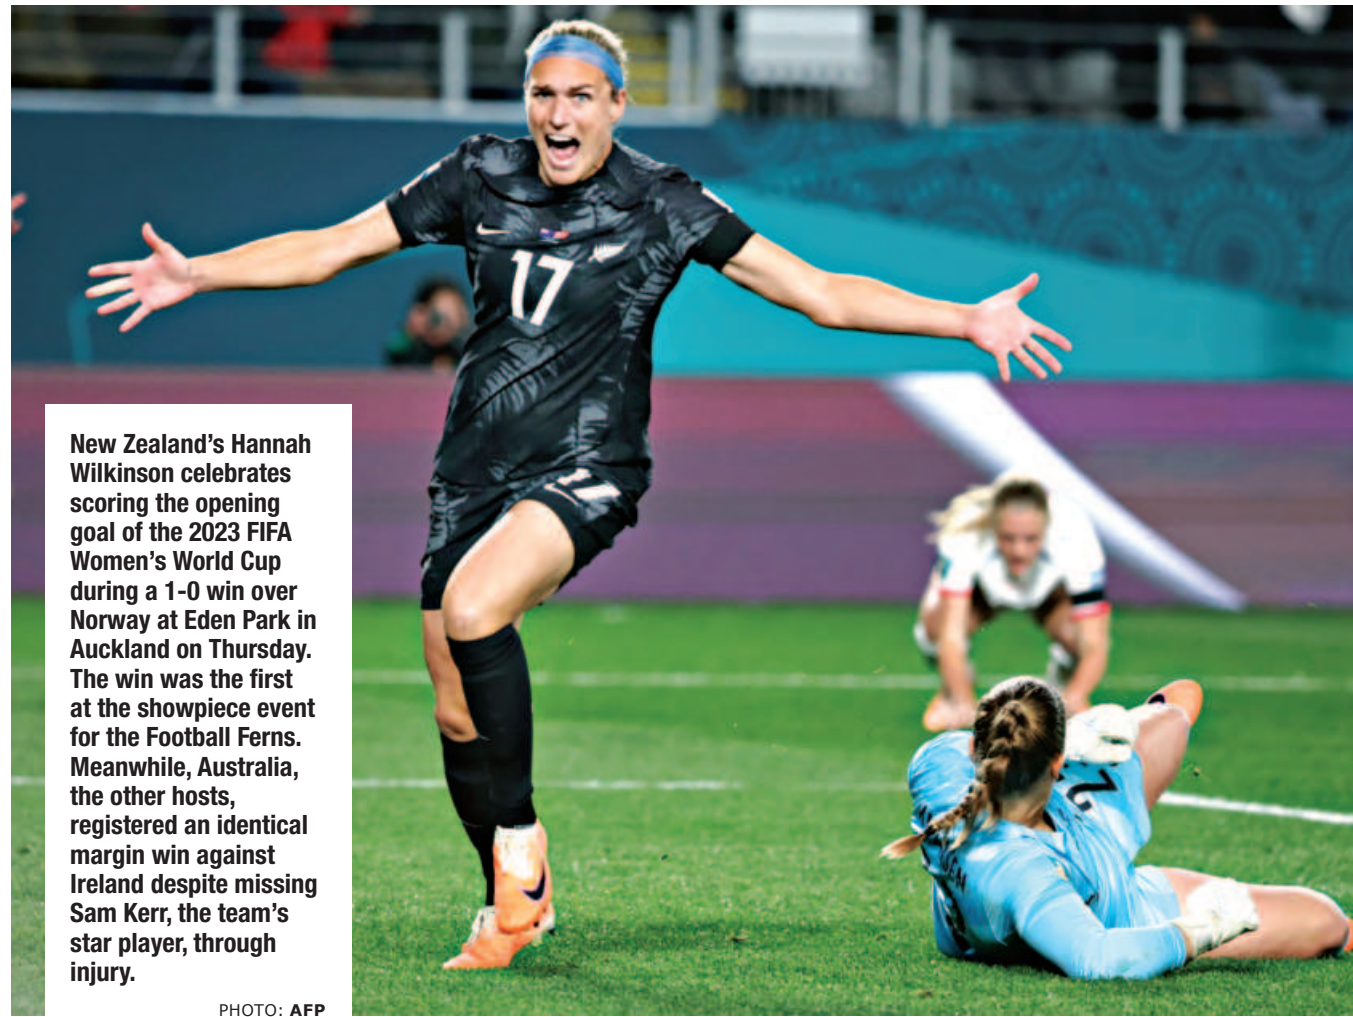 17
17
New Zealand’s Hannah
Wilkinson celebrates
scoring the opening
goal of the 2023 FIFA
Women’s World Cup
during a 1-0 win over
Norway at Eden Park in
Auckland on Thursday.
The win was the first
at the showpiece event
for the Football Ferns.
Meanwhile, Australia,
the other hosts,
registered an identical
margin win against
Ireland despite missing
Sam Kerr, the team’s
star player, through
injury.
PHOTO: AFP